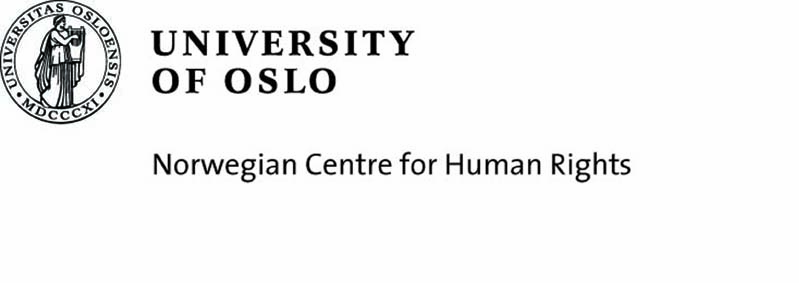 UNIVERSITAS OSLOENSIS
MDCCCXI
UNIVERSITY
OF OSLO
Norwegian Centre for Human Rights